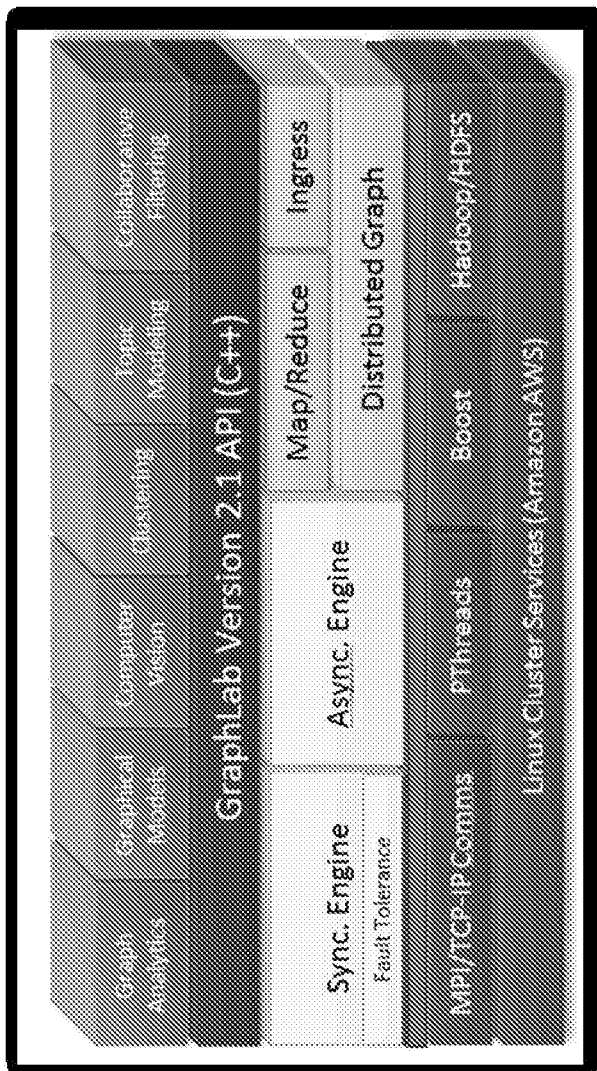 Graph
Analytics
Graphical
Models
Computer
Vision
Clustering
Topic
Modeling
Collaborative
Filtering
GraphLab Version 2.1 API (C++)
Sync. Engine
Fault Tolerance
Async. Engine
Map/Reduce
Ingress
Distributed Graph
MPI/TCP-IP Comms
PThreads
Boost
Hadoop/HDFS
Linux Cluster Services (Amazon AWS)